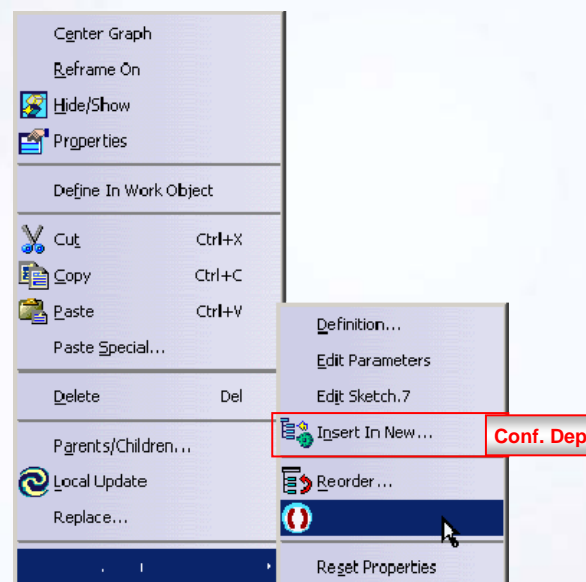 Center Graph
Reframe On
Hide/Show
Properties
Define In Work Object
Cut Ctrl+X
Copy Ctrl+C
Paste Ctrl+V
Paste Special...
Delete Del
Parents/Children...
Local Update
Replace...
Definition...
Edit Parameters
Edit Sketch.7
Insert In New...
Conf. Dep
Reorder...
Reset Properties